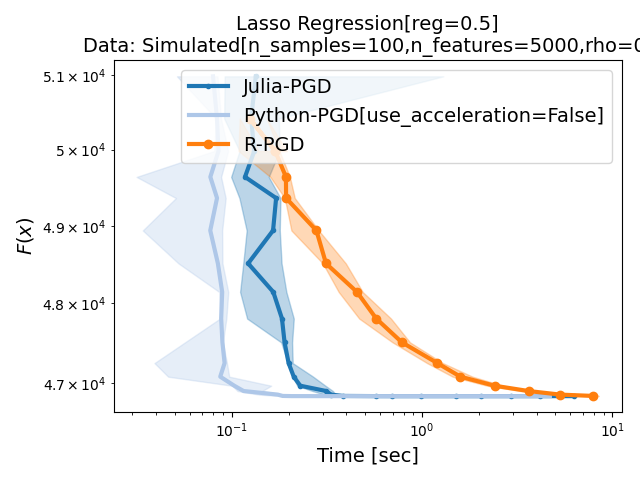 Lasso Regression[reg=0.5]
Data: Simulated[n_samples=100,n_features=5000,rho=0
5.1 × 10⁴
5 × 10⁴
4.9 × 10⁴
4.8 × 10⁴
4.7 × 10⁴
F(x)
Julia-PGD
Python-PGD[use_acceleration=False]
R-PGD
10⁻¹ 10⁰ 10¹
Time [sec]